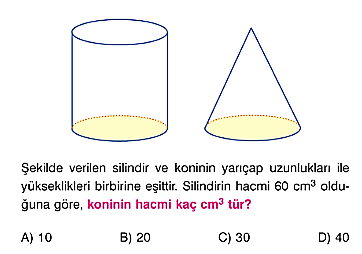 Şekilde verilen silindir ve koninin yarıçap uzunlukları ile
yükseklikleri birbirine eşittir. Silindirin hacmi 60 cm³ oldu-
ğuna göre, koninin hacmi kaç cm³ tür?
A) 10 B) 20 C) 30 D) 40